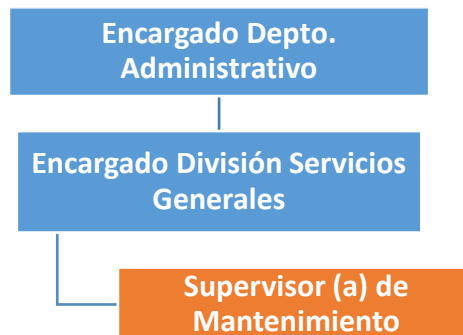 Encargado Depto.
Administrativo
Encargado División Servicios
Generales
Supervisor (a) de
Mantenimiento